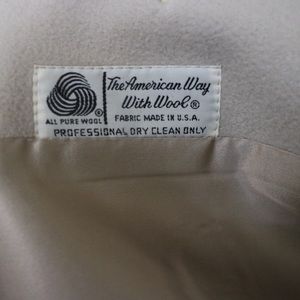 The American Way
With Wool®
ALL PURE WOOL ®
FABRIC MADE IN U.S.A.
PROFESSIONAL DRY CLEAN ONLY